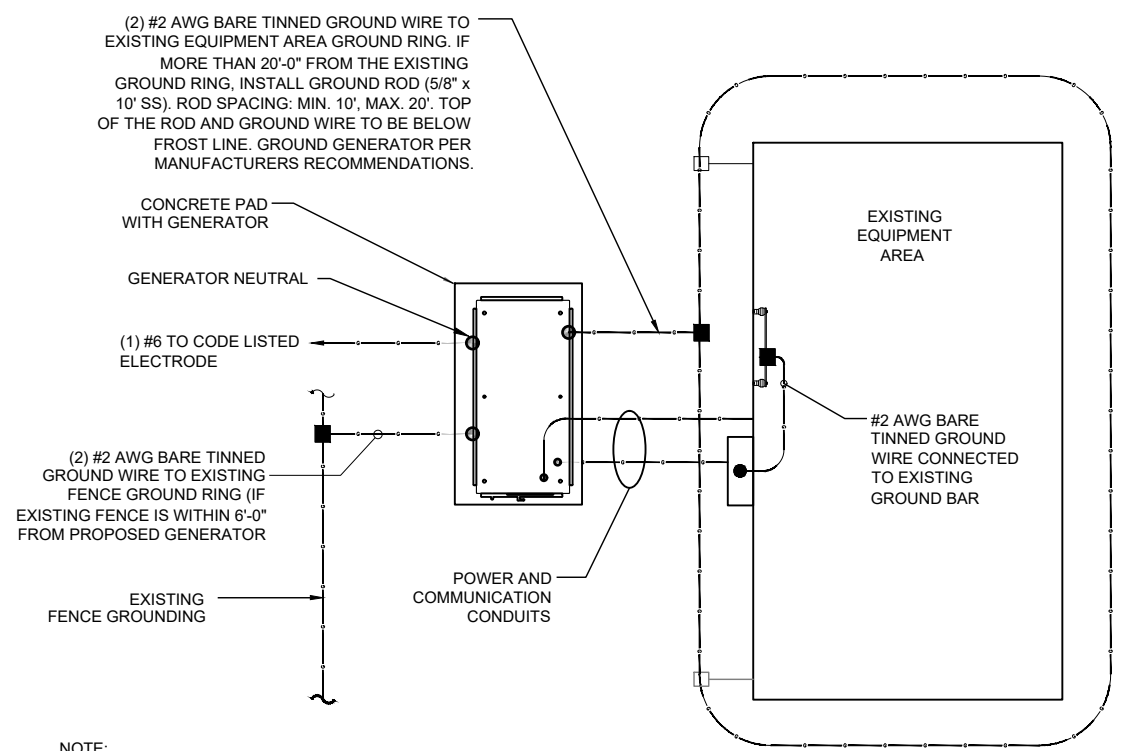 (2) #2 AWG BARE TINNED GROUND WIRE TO
EXISTING EQUIPMENT AREA GROUND RING. IF
MORE THAN 20'-0" FROM THE EXISTING
GROUND RING, INSTALL GROUND ROD (5/8" x
10' SS). ROD SPACING: MIN. 10', MAX. 20'. TOP
OF THE ROD AND GROUND WIRE TO BE BELOW
FROST LINE. GROUND GENERATOR PER
MANUFACTURERS RECOMMENDATIONS.
CONCRETE PAD
WITH GENERATOR
GENERATOR NEUTRAL
(1) #6 TO CODE LISTED
ELECTRODE
(2) #2 AWG BARE TINNED
GROUND WIRE TO EXISTING
FENCE GROUND RING (IF
EXISTING FENCE IS WITHIN 6'-0"
FROM PROPOSED GENERATOR
EXISTING
FENCE GROUNDING
POWER AND
COMMUNICATION
CONDUITS
EXISTING
EQUIPMENT
AREA
#2 AWG BARE
TINNED GROUND
WIRE CONNECTED
TO EXISTING
GROUND BAR
NOTE: